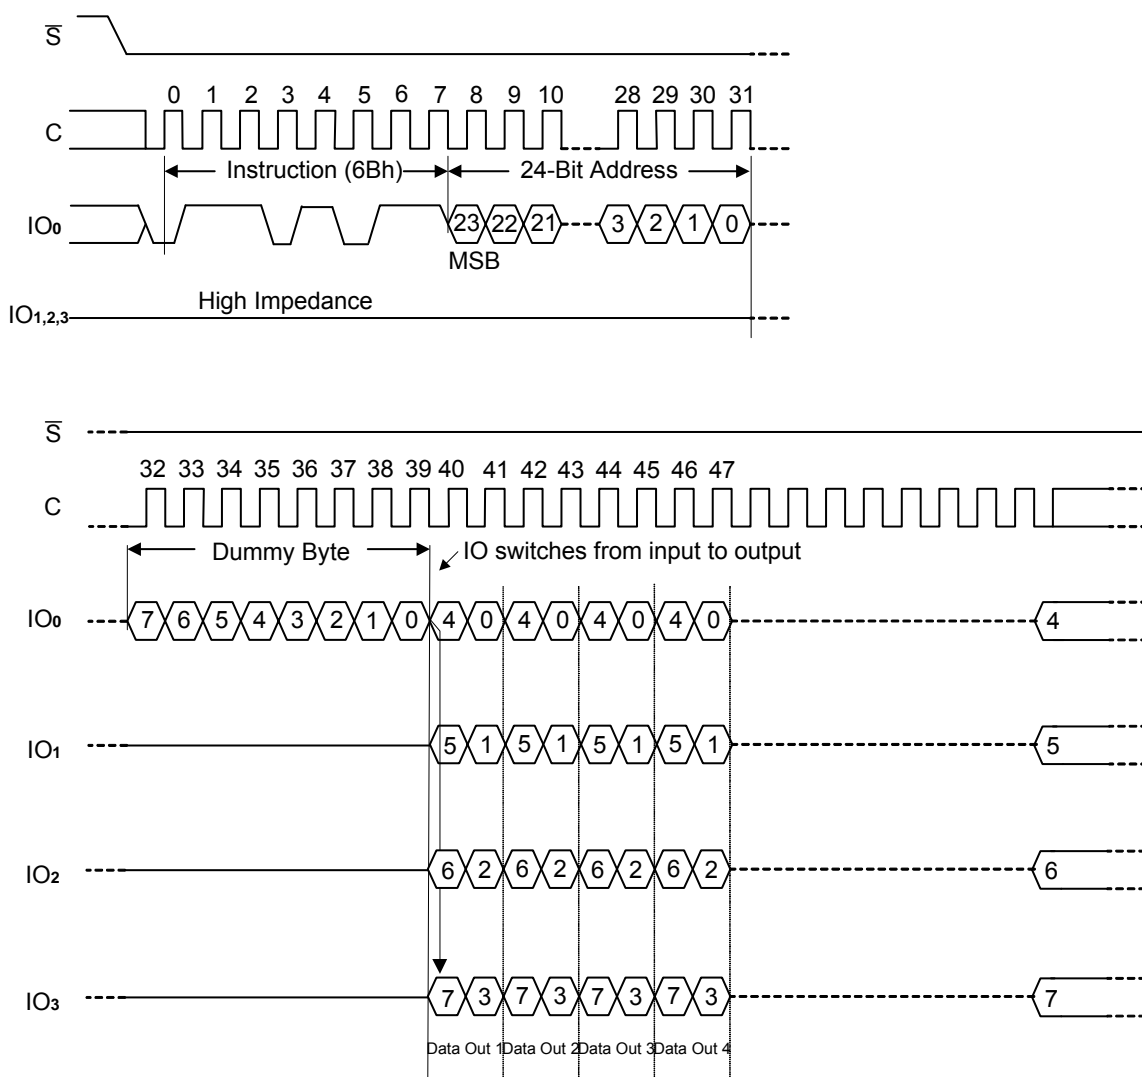 S
0 1 2 3 4 5 6 7 8 9 10 28 29 30 31
C
Instruction (6Bh) 24-Bit Address
IO0 23 22 21 3 2 1 0
MSB
High Impedance
IO1,2,3
S
32 33 34 35 36 37 38 39 40 41 42 43 44 45 46 47
C
Dummy Byte IO switches from input to output
IO0 7 6 5 4 3 2 1 0 4 0 4 0 4 0 4 0 4
IO1 5 1 5 1 5 1 5 1 5
IO2 6 2 6 2 6 2 6 2 6
IO3 7 3 7 3 7 3 7 3 7
Data Out 1 Data Out 2 Data Out 3 Data Out 4